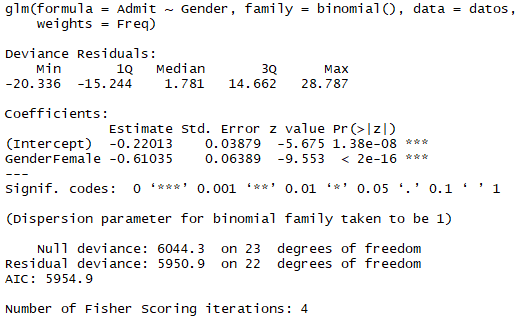 glm(formula = Admit ~ Gender, family = binomial(), data = datos,
    weights = Freq)
Deviance Residuals:
    Min       1Q   Median       3Q      Max
-20.336  -15.244    1.781   14.662   28.787
Coefficients:
             Estimate Std. Error z value Pr(>|z|)
(Intercept)  -0.22013    0.03879  -5.675 1.38e-08 ***
GenderFemale -0.61035    0.06389  -9.553  < 2e-16 ***
---
Signif. codes:  0 ‘***’ 0.001 ‘**’ 0.01 ‘*’ 0.05 ‘.’ 0.1 ‘ ’ 1
(Dispersion parameter for binomial family taken to be 1)
    Null deviance: 6044.3  on 23  degrees of freedom
Residual deviance: 5950.9  on 22  degrees of freedom
AIC: 5954.9
Number of Fisher Scoring iterations: 4